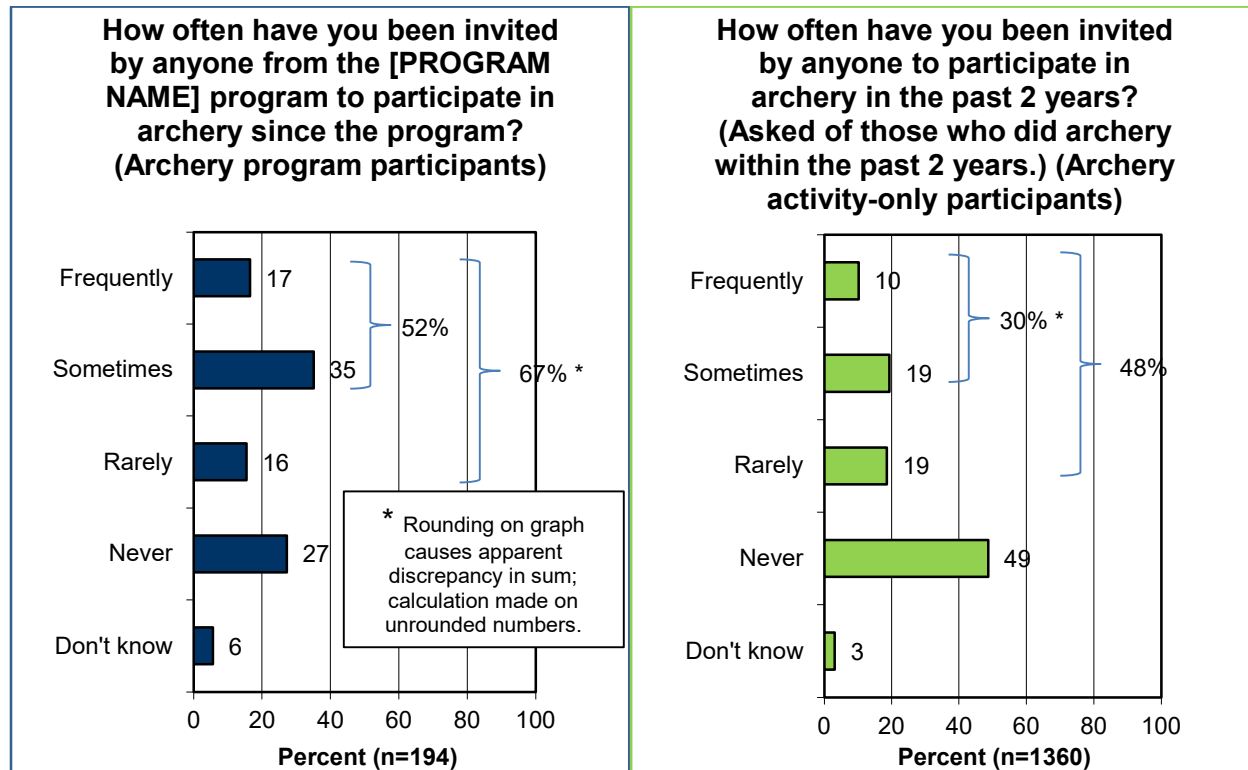 How often have you been invited
by anyone from the [PROGRAM
NAME] program to participate in
archery since the program?
(Archery program participants)
Frequently
Sometimes
Rarely
Never
Don't know
17
35
16
27
6
52%
67% *
* Rounding on graph
causes apparent
discrepancy in sum;
calculation made on
unrounded numbers.
0 20 40 60 80 100
Percent (n=194)
How often have you been invited
by anyone to participate in
archery in the past 2 years?
(Asked of those who did archery
within the past 2 years.) (Archery
activity-only participants)
Frequently
Sometimes
Rarely
Never
Don't know
10
19
19
49
3
30% *
48%
0 20 40 60 80 100
Percent (n=1360)